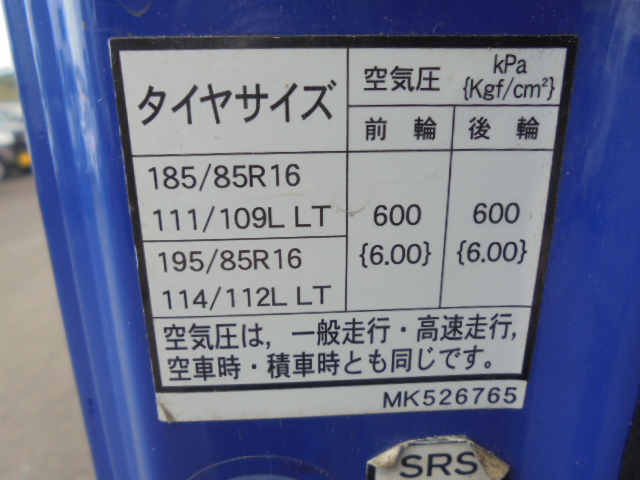 タイヤサイズ
空気圧 kPa {Kgf/cm²}
前輪 後輪
185/85R16
111/109L LT
195/85R16
114/112L LT
600 600
{6.00} {6.00}
空気圧は,一般走行・高速走行,
空車時・積車時とも同じです。
MK526765
SRS